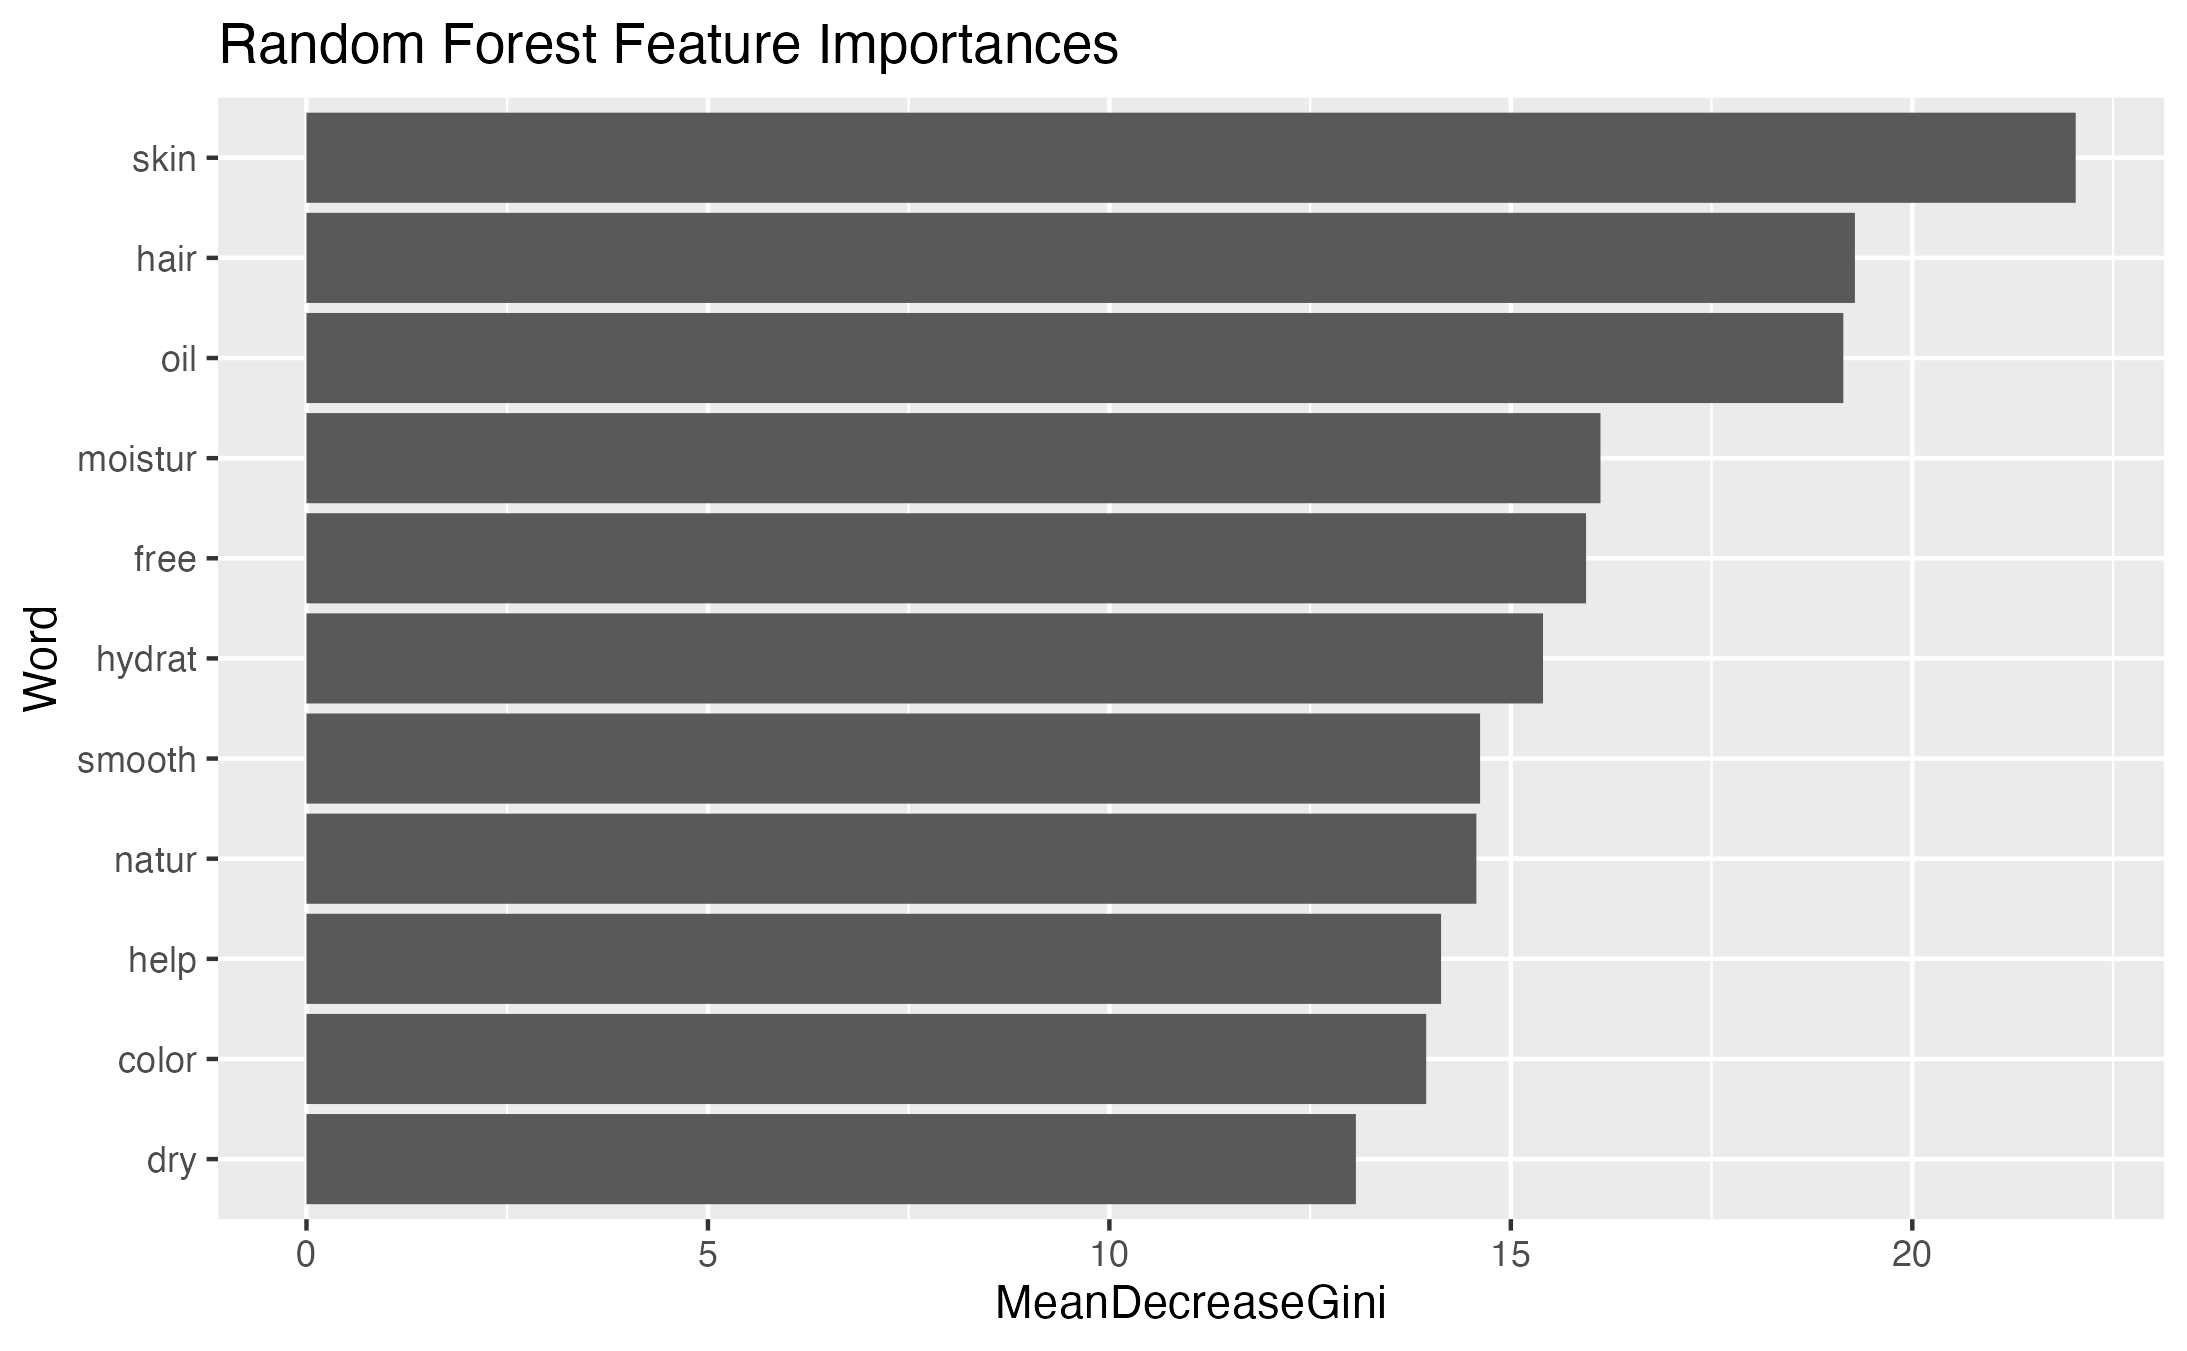 Random Forest Feature Importances
skin
hair
oil
moistur
free
hydrat
smooth
natur
help
color
dry
Word
0 5 10 15 20
MeanDecreaseGini